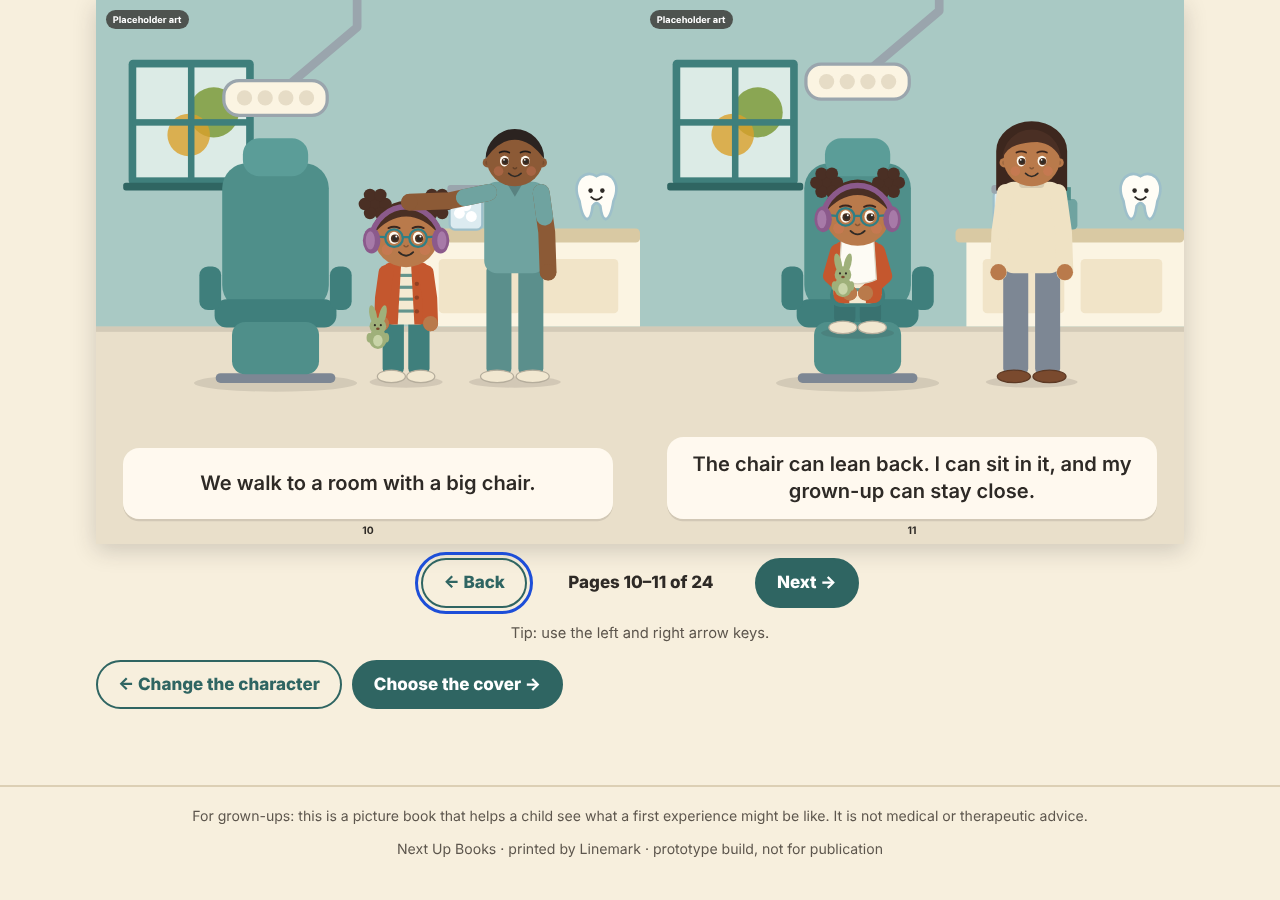 Placeholder art
Placeholder art
We walk to a room with a big chair.
10
The chair can lean back. I can sit in it, and my
grown-up can stay close.
11
← Back
Pages 10–11 of 24
Next →
Tip: use the left and right arrow keys.
← Change the character
Choose the cover →
For grown-ups: this is a picture book that helps a child see what a first experience might be like. It is not medical or therapeutic advice.
Next Up Books · printed by Linemark · prototype build, not for publication